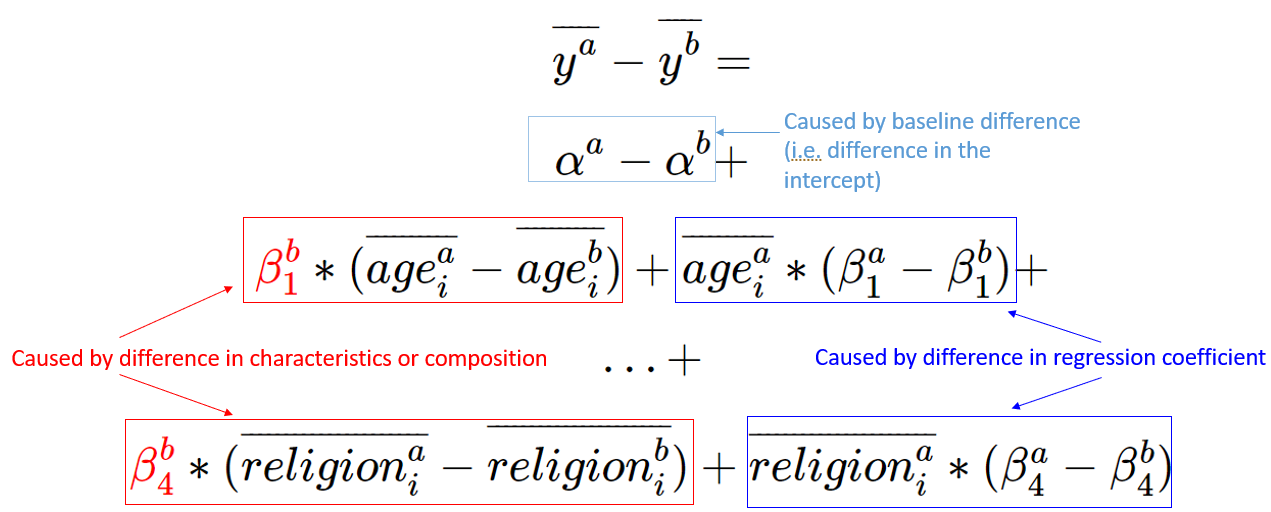 $\overline{y^a} - \overline{y^b} =$
$\alpha^a - \alpha^b +$
Caused by baseline difference
(i.e. difference in the
intercept)
$\beta_1^b * (\overline{age_i^a} - \overline{age_i^b}) + \overline{age_i^a} * (\beta_1^a - \beta_1^b) +$
Caused by difference in characteristics or composition
$\ldots +$
Caused by difference in regression coefficient
$\beta_4^b * (\overline{religion_i^a} - \overline{religion_i^b}) + \overline{religion_i^a} * (\beta_4^a - \beta_4^b)$